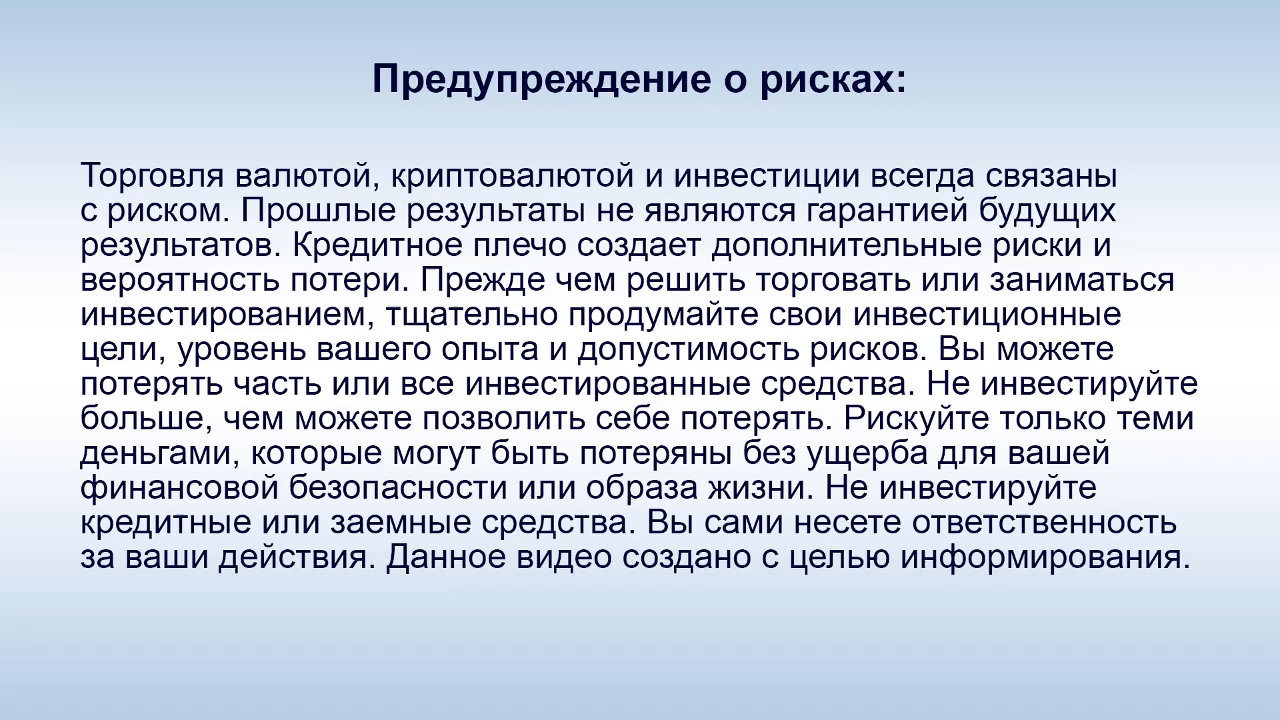 Предупреждение о рисках:
Торговля валютой, криптовалютой и инвестиции всегда связаны
с риском. Прошлые результаты не являются гарантией будущих
результатов. Кредитное плечо создает дополнительные риски и
вероятность потери. Прежде чем решить торговать или заниматься
инвестированием, тщательно продумайте свои инвестиционные
цели, уровень вашего опыта и допустимость рисков. Вы можете
потерять часть или все инвестированные средства. Не инвестируйте
больше, чем можете позволить себе потерять. Рискуйте только теми
деньгами, которые могут быть потеряны без ущерба для вашей
финансовой безопасности или образа жизни. Не инвестируйте
кредитные или заемные средства. Вы сами несете ответственность
за ваши действия. Данное видео создано с целью информирования.